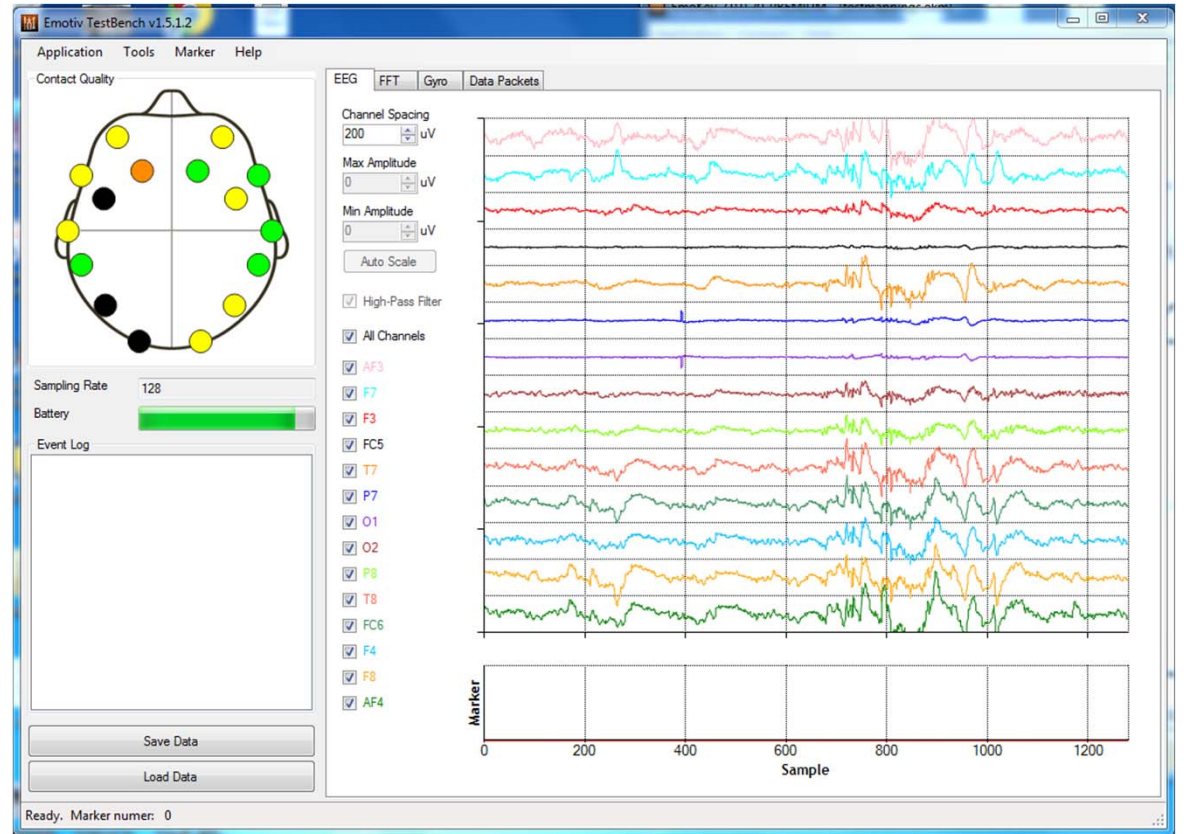 Emotiv TestBench v1.5.1.2
Application Tools Marker Help
Contact Quality
EEG FFT Gyro Data Packets
Channel Spacing
200 uV
Max Amplitude
0 uV
Min Amplitude
0 uV
Auto Scale
High-Pass Filter
All Channels
AF3
F7
F3
FC5
T7
P7
O1
O2
P8
T8
FC6
F4
F8
AF4
Sampling Rate 128
Battery
Event Log
Save Data
Load Data
Marker
0 200 400 600 800 1000 1200
Sample
Ready. Marker numer: 0